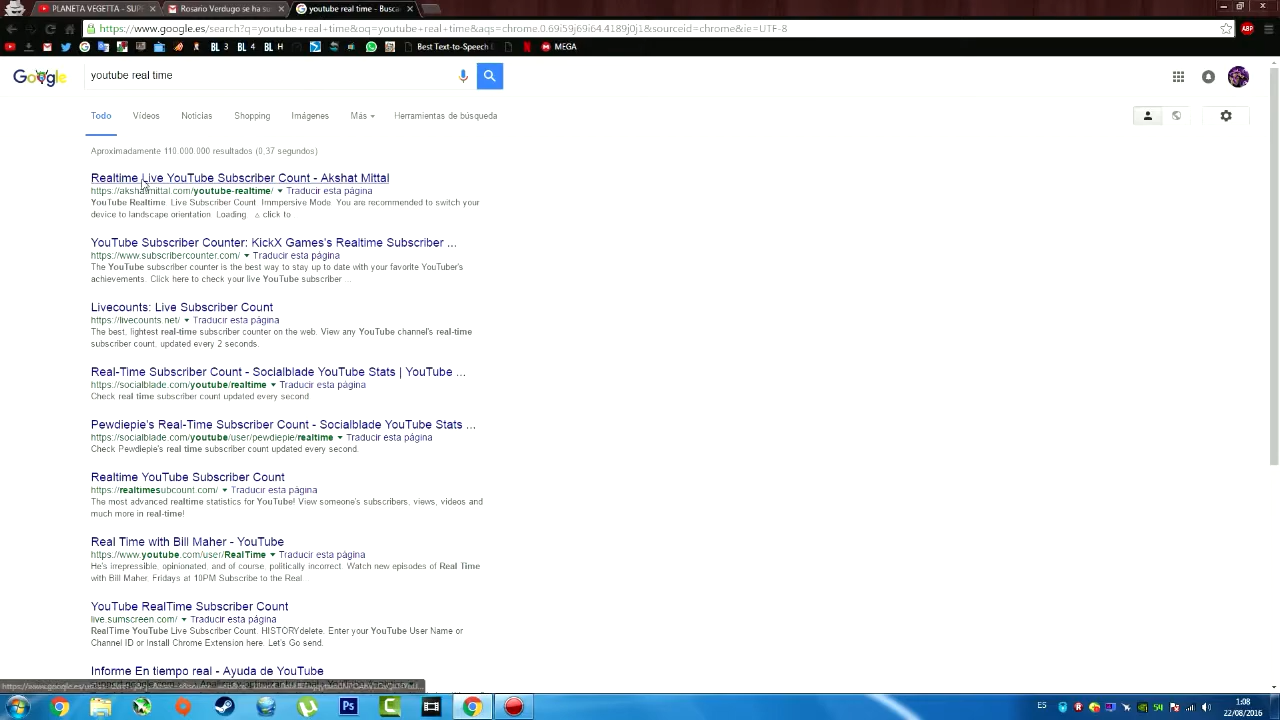 PLANETA VEGETTA - SUP
Rosario Verdugo se ha sus
youtube real time - Busca
https://www.google.es/search?q=youtube+real+time&oq=youtube+real+time&aqs=chrome.0.69i59j69i64.4189j0j1&sourceid=chrome&ie=UTF-8
BL 3 BL 4 BL H Best Text-to-Speech MEGA
Google youtube real time
Todo Vídeos Noticias Shopping Imágenes Más Herramientas de búsqueda
Aproximadamente 110.000.000 resultados (0,37 segundos)
Realtime Live YouTube Subscriber Count - Akshat Mittal
https://akshatmittal.com/youtube-realtime/ Traducir esta página
YouTube Realtime. Live Subscriber Count. Immpersive Mode. You are recommended to switch your
device to landscape orientation. Loading. click to
YouTube Subscriber Counter: KickX Games's Realtime Subscriber ...
https://www.subscribercounter.com/ Traducir esta página
The YouTube subscriber counter is the best way to stay up to date with your favorite YouTuber's
achievements. Click here to check your live YouTube subscriber ...
Livecounts: Live Subscriber Count
https://livecounts.net/ Traducir esta página
The best, lightest real-time subscriber counter on the web. View any YouTube channel's real-time
subscriber count, updated every 2 seconds.
Real-Time Subscriber Count - Socialblade YouTube Stats | YouTube ...
https://socialblade.com/youtube/realtime Traducir esta página
Check real time subscriber count updated every second
Pewdiepie's Real-Time Subscriber Count - Socialblade YouTube Stats ...
https://socialblade.com/youtube/user/pewdiepie/realtime Traducir esta página
Check Pewdiepie's real time subscriber count updated every second.
Realtime YouTube Subscriber Count
https://realtimesubcount.com/ Traducir esta página
The most advanced realtime statistics for YouTube! View someone's subscribers, views, videos and
much more in real-time!
Real Time with Bill Maher - YouTube
https://www.youtube.com/user/RealTime Traducir esta página
He's irrepressible, opinionated, and of course, politically incorrect. Watch new episodes of Real Time
with Bill Maher, Fridays at 10PM Subscribe to the Real ...
YouTube RealTime Subscriber Count
live.sumscreen.com/ Traducir esta página
RealTime YouTube Live Subscriber Count. HISTORYdelete. Enter your YouTube User Name or
Channel ID or Install Chrome Extension here. Let's Go send.
Informe En tiempo real - Ayuda de YouTube
ES
1:08
22/08/2016